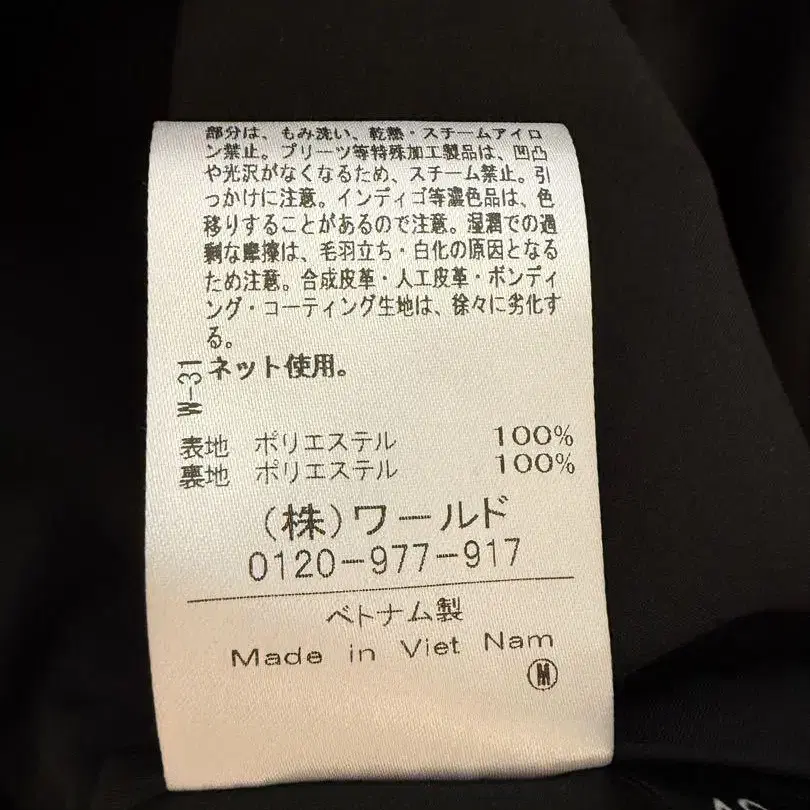 部分は、もみ洗い、乾熱・スチームアイロ
ン禁止。プリーツ等特殊加工製品は、凹凸
や光沢がなくなるため、スチーム禁止。引
っかけに注意。インディゴ等濃色品は、色
移りすることがあるので注意。湿潤での過
剰な摩擦は、毛羽立ち・白化の原因となる
ため注意。合成皮革・人工皮革・ボンディ
ング・コーティング生地は、徐々に劣化す
る。
W-31
ネット使用。
表地 ポリエステル 100%
裏地 ポリエステル 100%
(株)ワールド
0120-977-917
ベトナム製
Made in Viet Nam
M